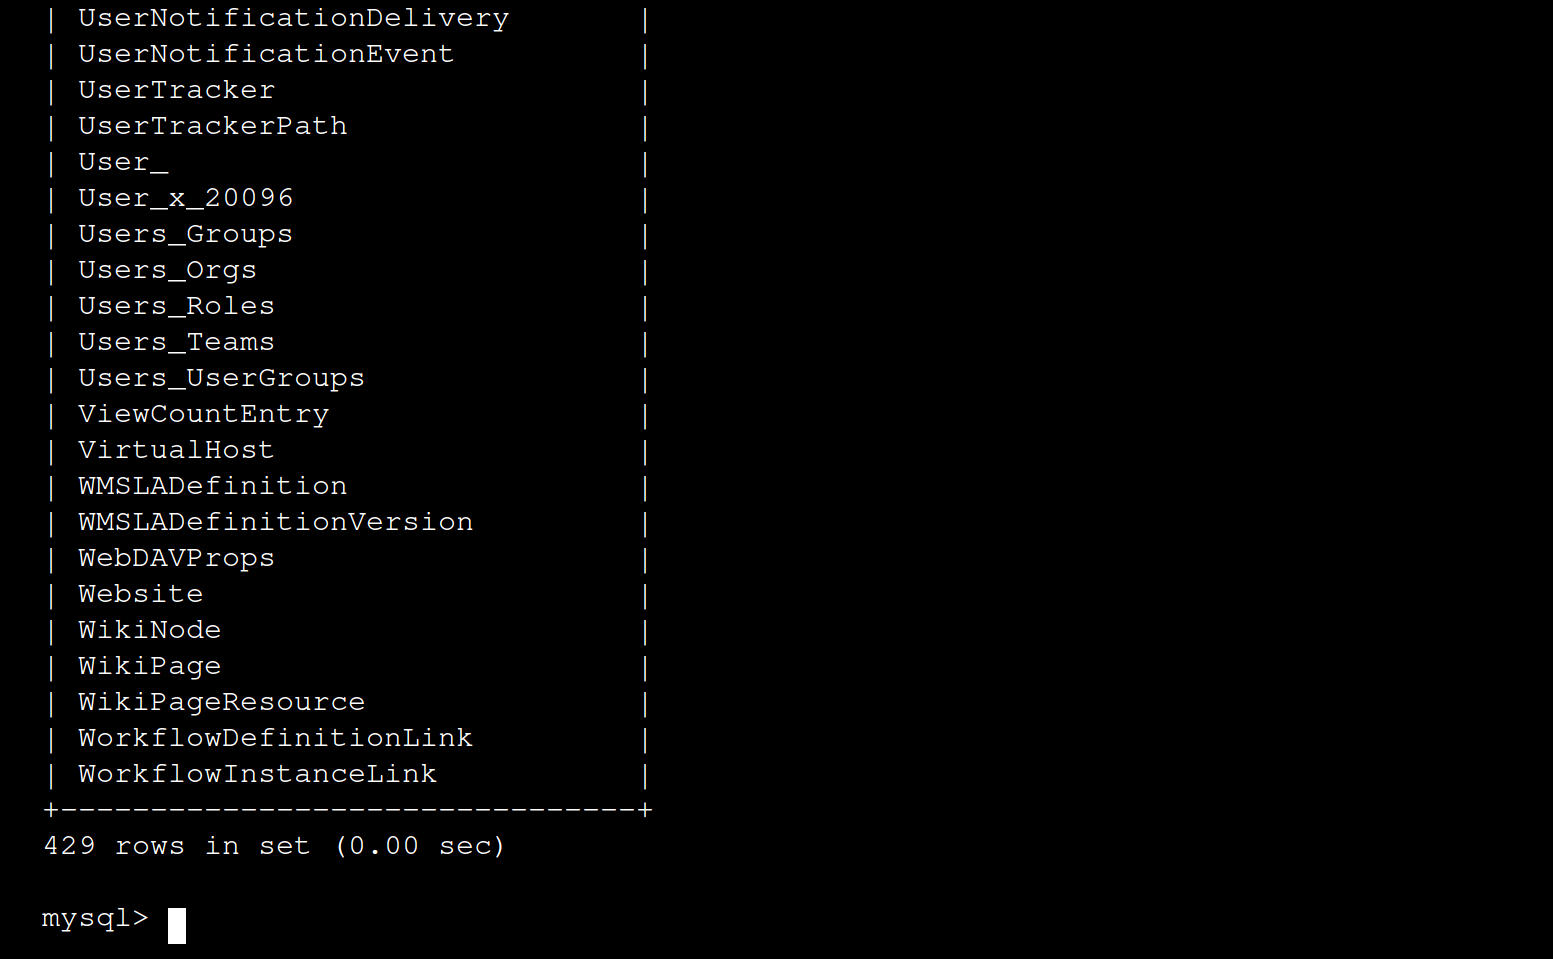 | UserNotificationDelivery       |
| UserNotificationEvent          |
| UserTracker                    |
| UserTrackerPath                |
| User_                          |
| User_x_20096                   |
| Users_Groups                   |
| Users_Orgs                     |
| Users_Roles                    |
| Users_Teams                    |
| Users_UserGroups               |
| ViewCountEntry                 |
| VirtualHost                    |
| WMSLADefinition                |
| WMSLADefinitionVersion         |
| WebDAVProps                    |
| Website                        |
| WikiNode                       |
| WikiPage                       |
| WikiPageResource               |
| WorkflowDefinitionLink         |
| WorkflowInstanceLink           |
+--------------------------------+
429 rows in set (0.00 sec)
mysql>